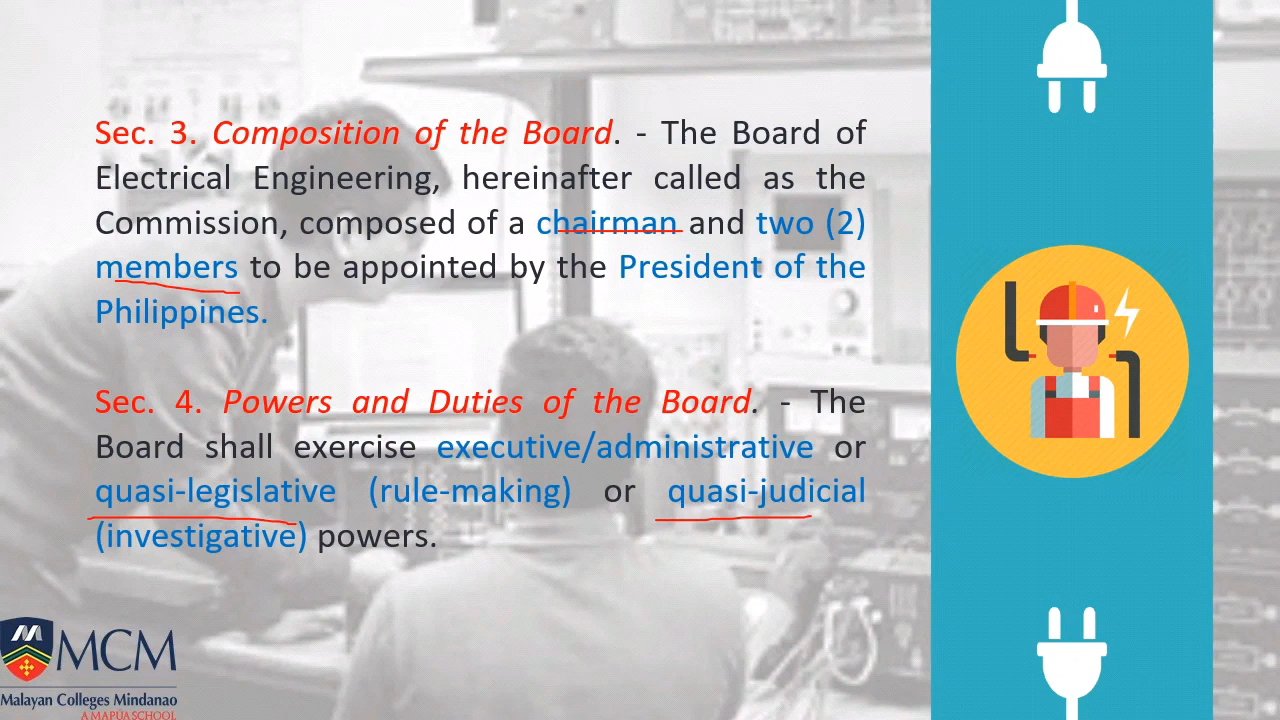 Sec. 3. Composition of the Board. - The Board of
Electrical Engineering, hereinafter called as the
Commission, composed of a chairman and two (2)
members to be appointed by the President of the
Philippines.
Sec. 4. Powers and Duties of the Board. - The
Board shall exercise executive/administrative or
quasi-legislative (rule-making) or quasi-judicial
(investigative) powers.
MCM
Malayan Colleges Mindanao
A MAPÚA SCHOOL